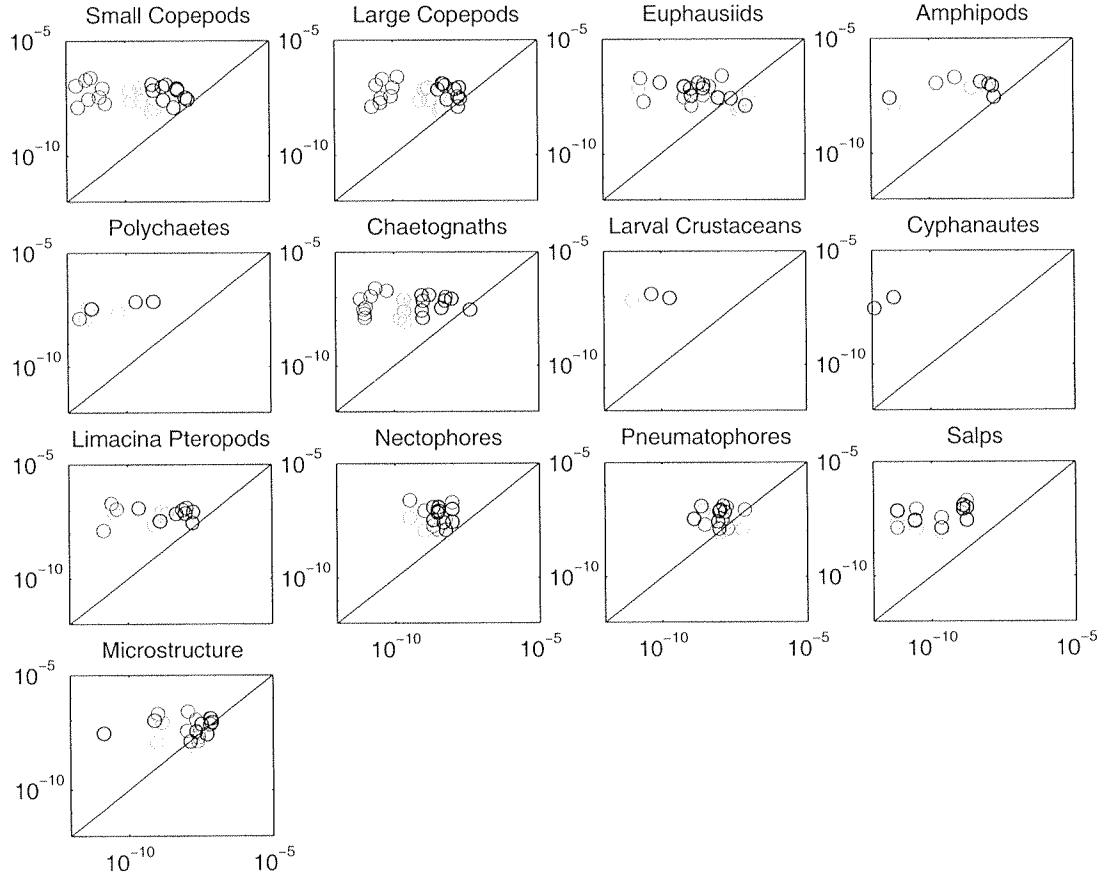 Small Copepods
Large Copepods
Euphausiids
Amphipods
10⁻⁵
10⁻⁵
10⁻⁵
10⁻⁵
10⁻¹⁰
10⁻¹⁰
10⁻¹⁰
10⁻¹⁰
Polychaetes
Chaetognaths
Larval Crustaceans
Cyphanautes
10⁻⁵
10⁻⁵
10⁻⁵
10⁻⁵
10⁻¹⁰
10⁻¹⁰
10⁻¹⁰
10⁻¹⁰
Limacina Pteropods
Nectophores
Pneumatophores
Salps
10⁻⁵
10⁻⁵
10⁻⁵
10⁻⁵
10⁻¹⁰
10⁻¹⁰
10⁻¹⁰
10⁻¹⁰
10⁻¹⁰
10⁻⁵
10⁻¹⁰
10⁻⁵
10⁻¹⁰
10⁻⁵
Microstructure
10⁻⁵
10⁻¹⁰
10⁻¹⁰
10⁻⁵